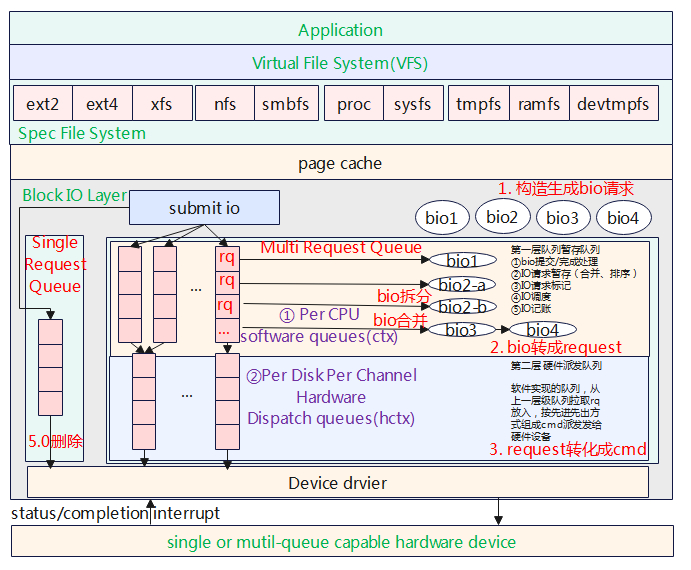 Application
Virtual File System(VFS)
ext2 ext4 xfs nfs smbfs proc sysfs tmpfs ramfs devtmpfs
Spec File System
page cache
Block IO Layer
submit io
1. 构造生成bio请求
bio1 bio2 bio3 bio4
Single
Request
Queue
5.0删除
Multi Request Queue
rq
rq
rq
...
...
bio1
bio2-a
bio拆分
bio2-b
bio合并
bio3
bio4
① Per CPU
software queues(ctx)
第一层队列暂存队列
①bio提交/完成处理
②IO请求暂存（合并、排序）
③IO请求标记
④IO调度
⑤IO记账
2. bio转成request
...
②Per Disk Per Channel
Hardware
Dispatch queues(hctx)
第二层 硬件派发队列
软件实现的队列，从
上一层级队列拉取rq
放入，按先进先出方
式组成cmd派发发给
硬件设备
3. request转化成cmd
Device drvier
status/completion interrupt
single or mutil-queue capable hardware device